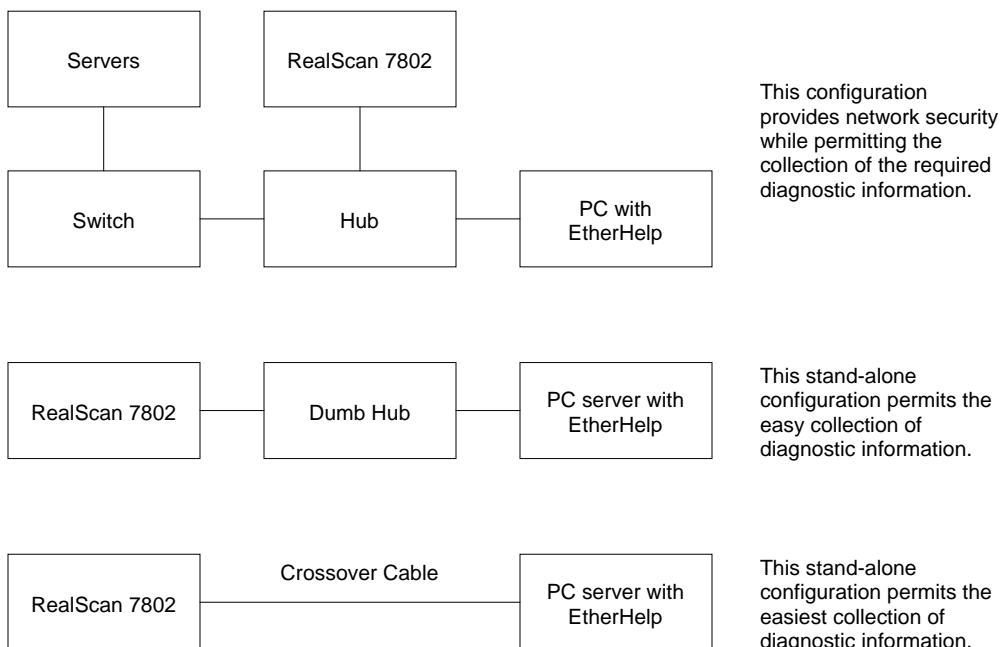 Servers
RealScan 7802
This configuration
provides network security
while permitting the
collection of the required
diagnostic information.
Switch
Hub
PC with
EtherHelp
RealScan 7802
Dumb Hub
PC server with
EtherHelp
This stand-alone
configuration permits the
easy collection of
diagnostic information.
RealScan 7802
Crossover Cable
PC server with
EtherHelp
This stand-alone
configuration permits the
easiest collection of
diagnostic information.